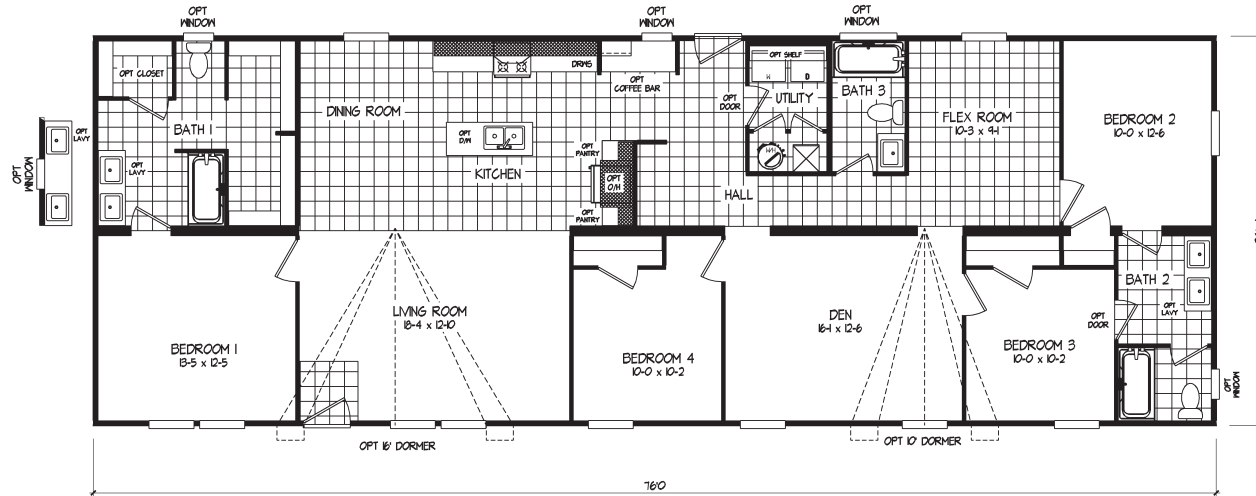 OPT
WINDOW
OPT
WINDOW
OPT
WINDOW
OPT CLOSET
DRWS
OPT
COFFEE BAR
OPT SHELF
W
D
OPT
DOOR
UTILITY
BATH 3
DINING ROOM
FLEX ROOM
10-3 x 9-1
BEDROOM 2
10-0 x 12-6
OPT
LAVY
BATH 1
OPT
D/W
OPT
WINDOW
OPT
LAVY
KITCHEN
OPT
PANTRY
OPT
O/H
OPT
PANTRY
W/H
HALL
BATH 2
OPT
LAVY
OPT
DOOR
LIVING ROOM
18-4 x 12-10
DEN
16-1 x 12-6
BEDROOM 1
13-5 x 12-5
BEDROOM 4
10-0 x 10-2
BEDROOM 3
10-0 x 10-2
OPT
WINDOW
OPT 16' DORMER
OPT 10' DORMER
76'0